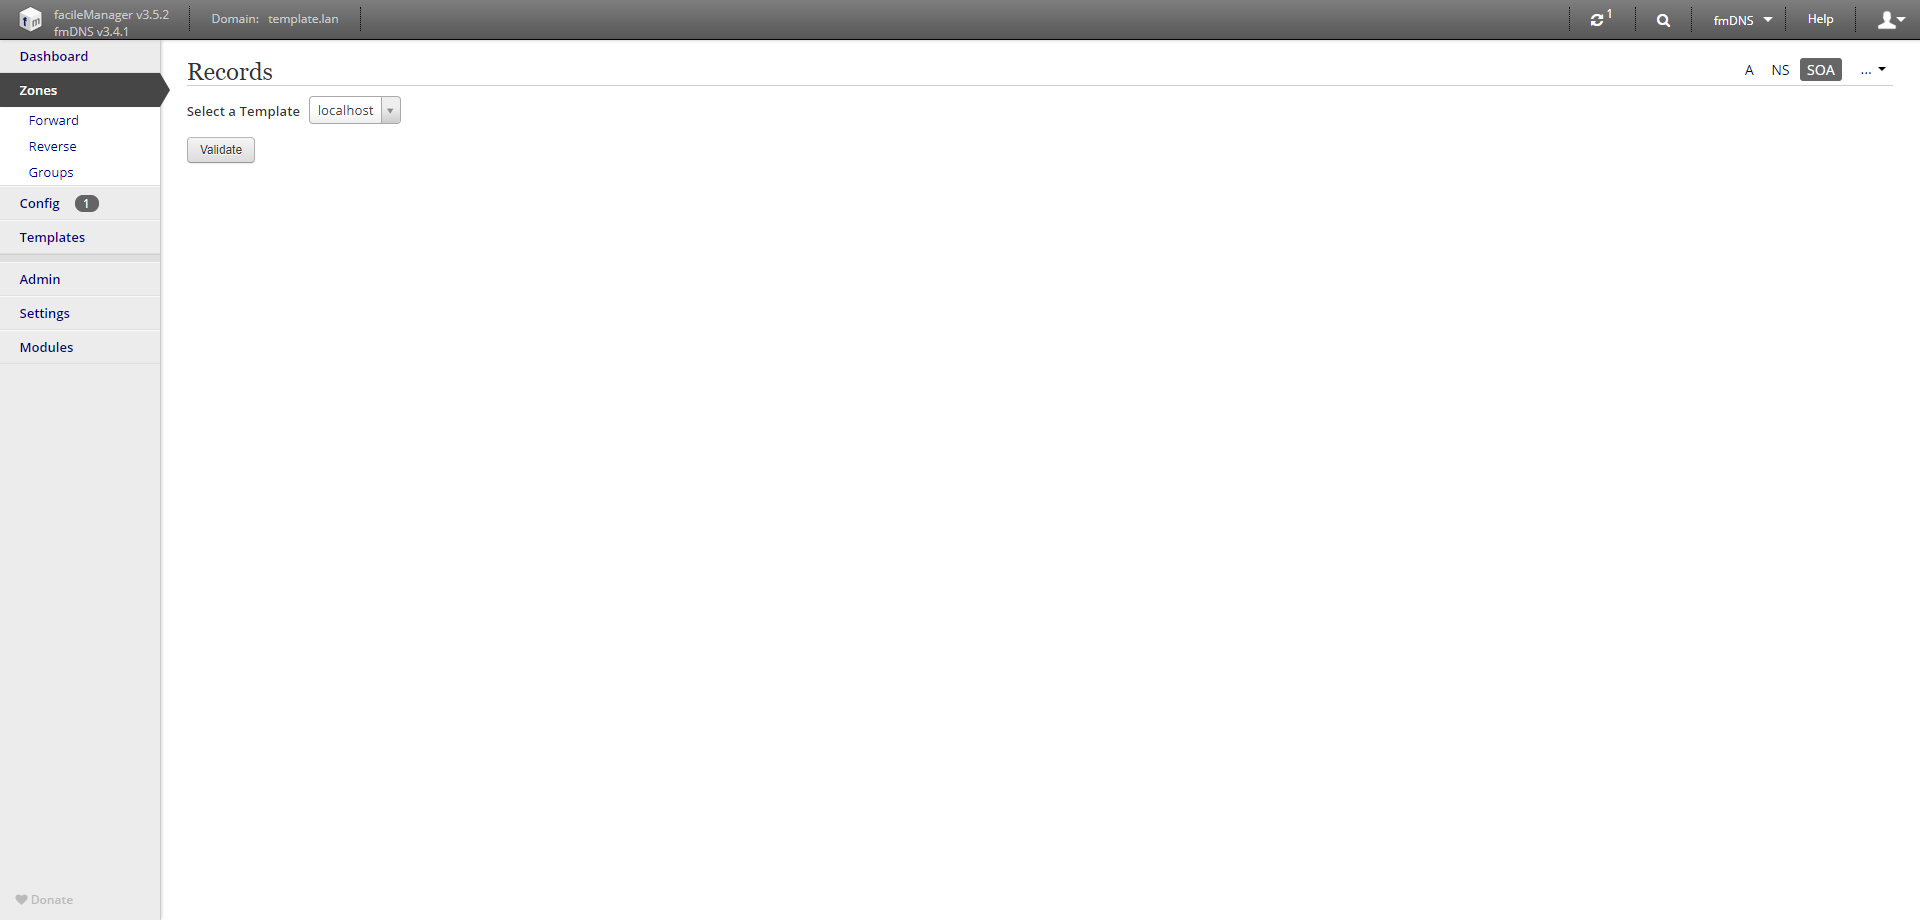 facileManager v3.5.2
fmDNS v3.4.1
Domain: template.lan
1
fmDNS
Help
Dashboard
Zones
Forward
Reverse
Groups
Config 1
Templates
Admin
Settings
Modules
Donate
Records
A NS SOA ...
Select a Template localhost
Validate